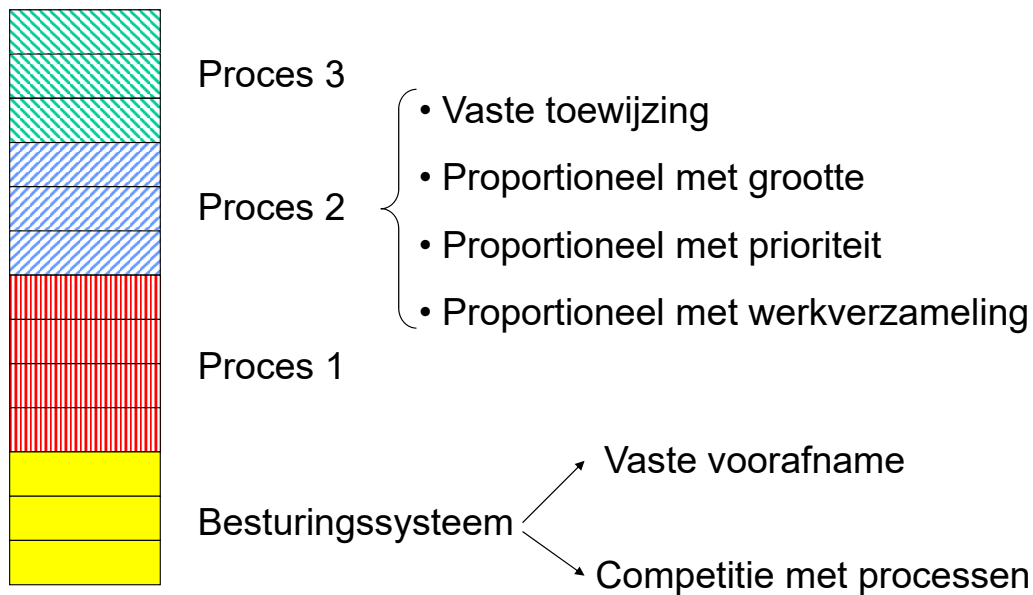 Proces 3
• Vaste toewijzing
• Proportioneel met grootte
Proces 2
• Proportioneel met prioriteit
• Proportioneel met werkverzameling
Proces 1
Vaste voorafname
Besturingssysteem
Competitie met processen